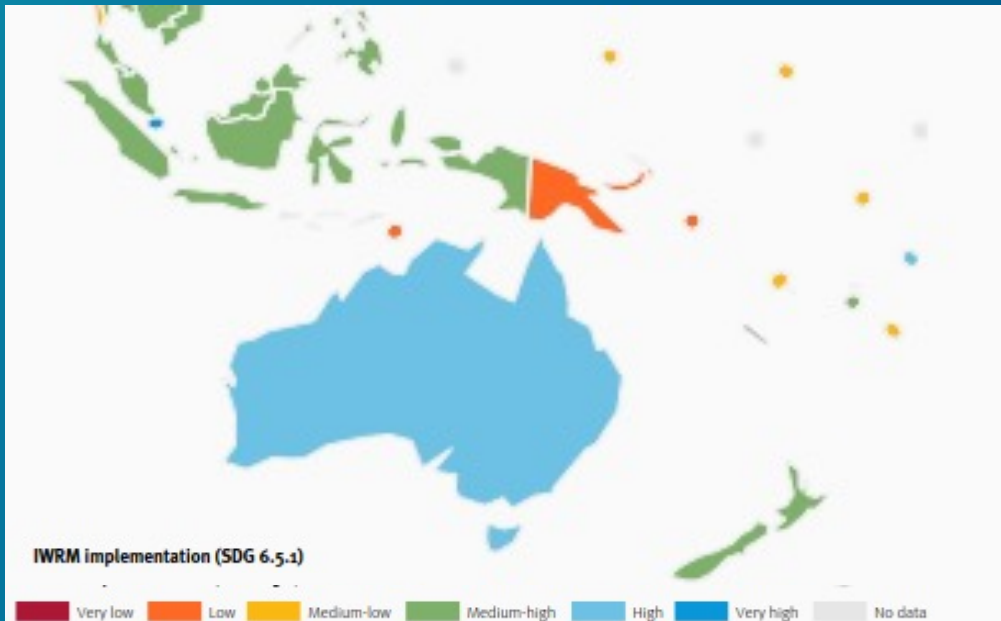 IWRM implementation (SDG 6.5.1)
Very low Low Medium-low Medium-high High Very high No data